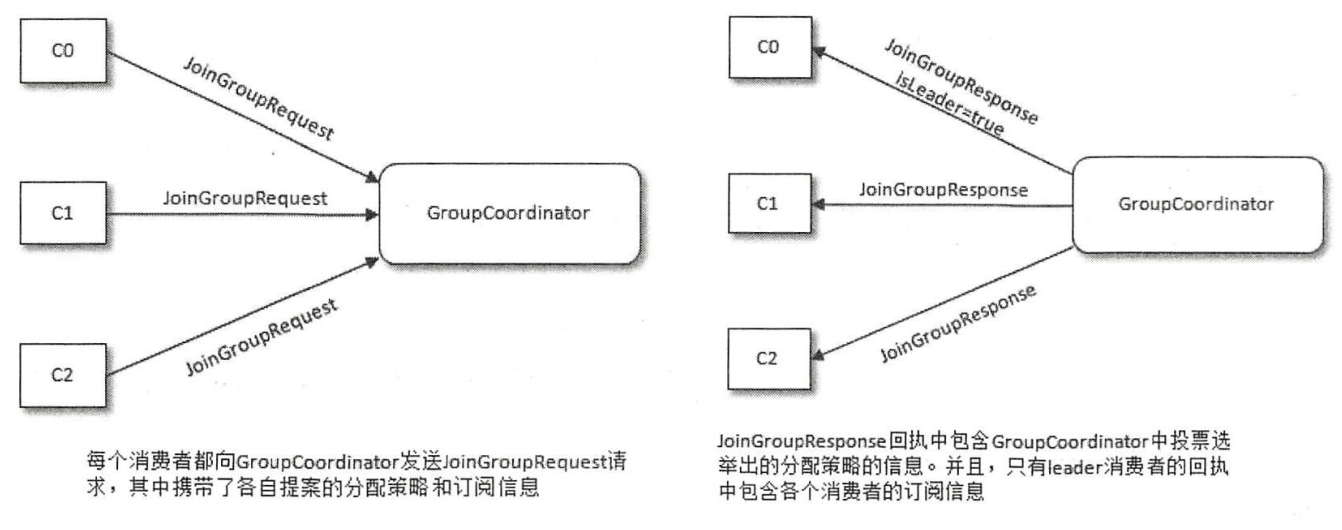 C0
JoinGroupRequest
C1
JoinGroupRequest
GroupCoordinator
C2
JoinGroupRequest
每个消费者都向GroupCoordinator发送JoinGroupRequest请
求，其中携带了各自提案的分配策略和订阅信息
C0
JoinGroupResponse
isLeader=true
C1
JoinGroupResponse
GroupCoordinator
C2
JoinGroupResponse
JoinGroupResponse回执中包含GroupCoordinator中投票选
举出的分配策略的信息。并且，只有leader消费者的回执
中包含各个消费者的订阅信息